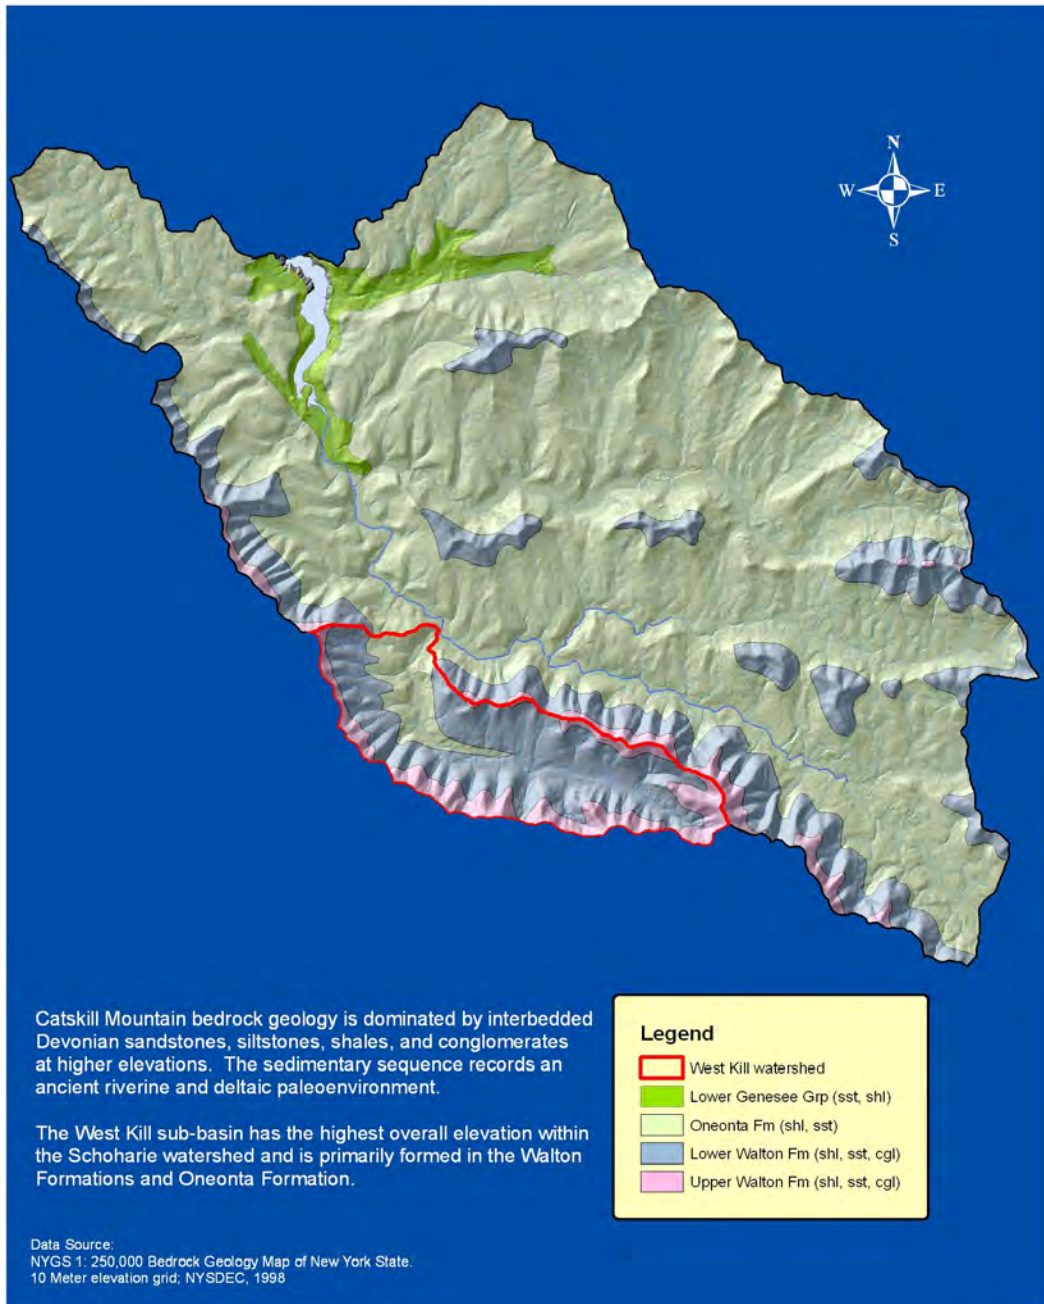 N
W E
S
Catskill Mountain bedrock geology is dominated by interbedded
Devonian sandstones, siltstones, shales, and conglomerates
at higher elevations. The sedimentary sequence records an
ancient riverine and deltaic paleoenvironment.
The West Kill sub-basin has the highest overall elevation within
the Schoharie watershed and is primarily formed in the Walton
Formations and Oneonta Formation.
Data Source:
NYGS 1: 250,000 Bedrock Geology Map of New York State.
10 Meter elevation grid; NYSDEC, 1998
Legend
West Kill watershed
Lower Genesee Grp (sst, shl)
Oneonta Fm (shl, sst)
Lower Walton Fm (shl, sst, cgl)
Upper Walton Fm (shl, sst, cgl)